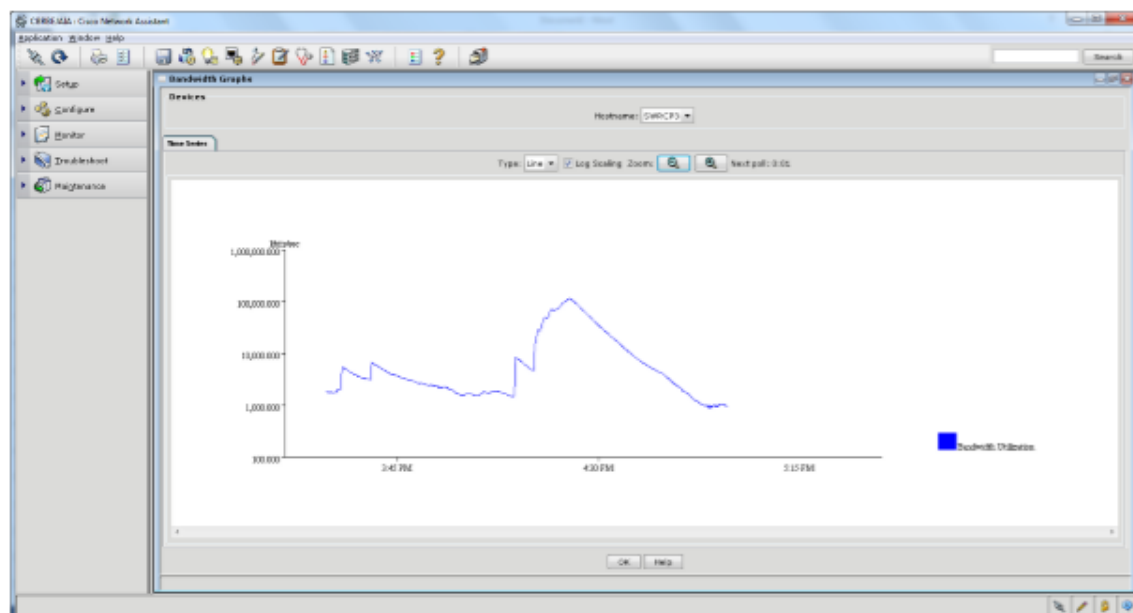 Cisco Network Assistant
Application Window Help
Search
Setup
Configure
Monitor
Troubleshoot
Maintenance
Bandwidth Graphs
Devices
Hostname:
Time Series
Type: Line Log Scaling Zoom: Next poll:
1,000,000.000
100,000.000
10,000.000
1,000.000
100.000
3:45 PM
4:30 PM
5:15 PM
Bandwidth Utilization
OK Help